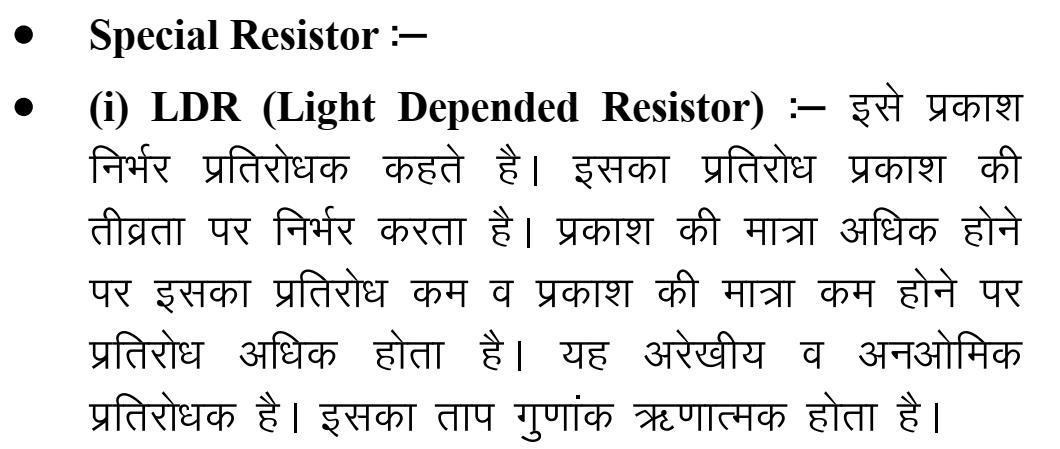 • Special Resistor :–
• (i) LDR (Light Depended Resistor) :– इसे प्रकाश
निर्भर प्रतिरोधक कहते है। इसका प्रतिरोध प्रकाश की
तीव्रता पर निर्भर करता है। प्रकाश की मात्रा अधिक होने
पर इसका प्रतिरोध कम व प्रकाश की मात्रा कम होने पर
प्रतिरोध अधिक होता है। यह अरेखीय व अनओमिक
प्रतिरोधक है। इसका ताप गुणांक ऋणात्मक होता है।